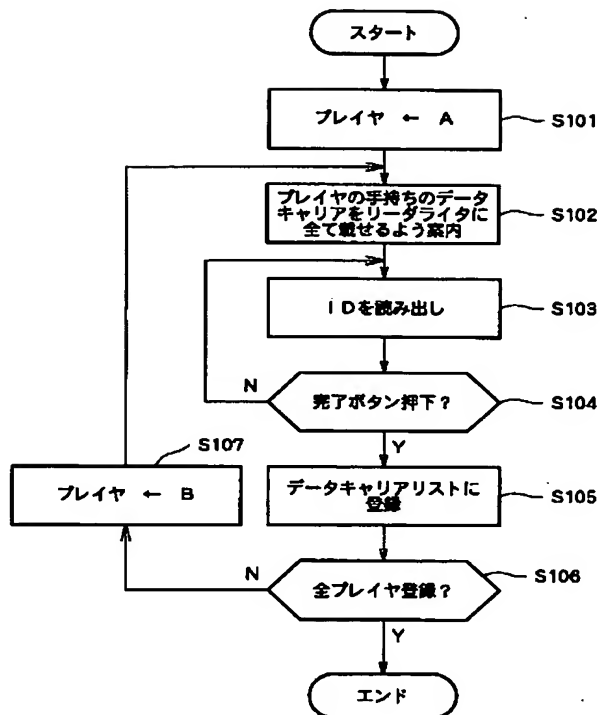 スタート
プレイヤ ← A
S101
プレイヤの手持ちのデータ
キャリアをリーダライタに
全て載せるよう案内
S102
IDを読み出し
S103
完了ボタン押下?
S104
N
Y
S107
プレイヤ ← B
データキャリアリストに
登録
S105
全プレイヤ登録?
S106
N
Y
エンド